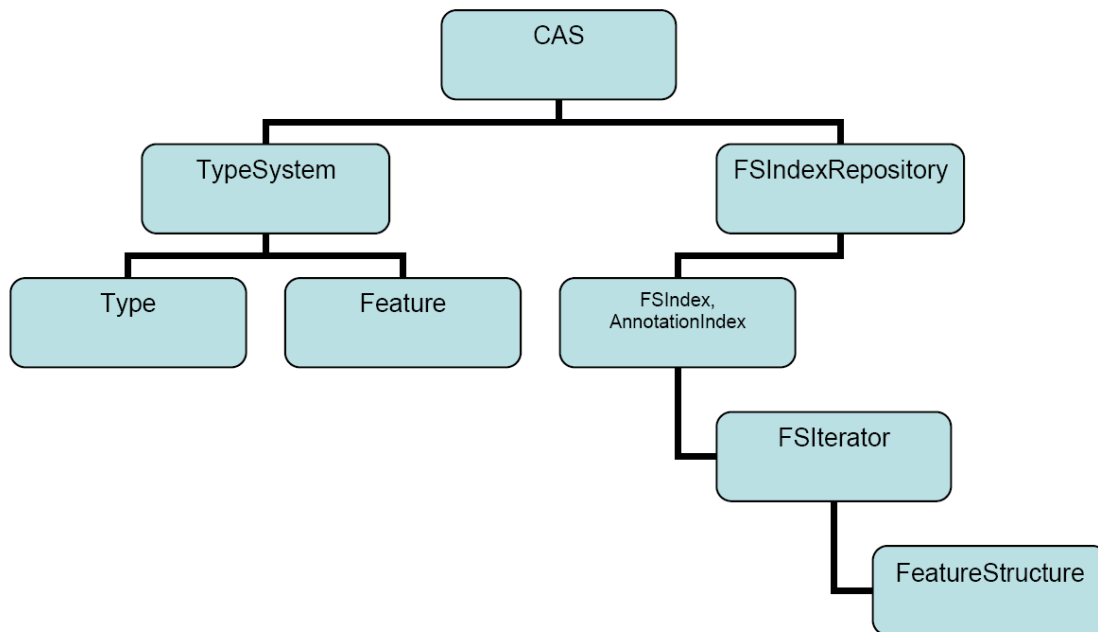 CAS
TypeSystem
FSIndexRepository
Type
Feature
FSIndex,
AnnotationIndex
FSIterator
FeatureStructure